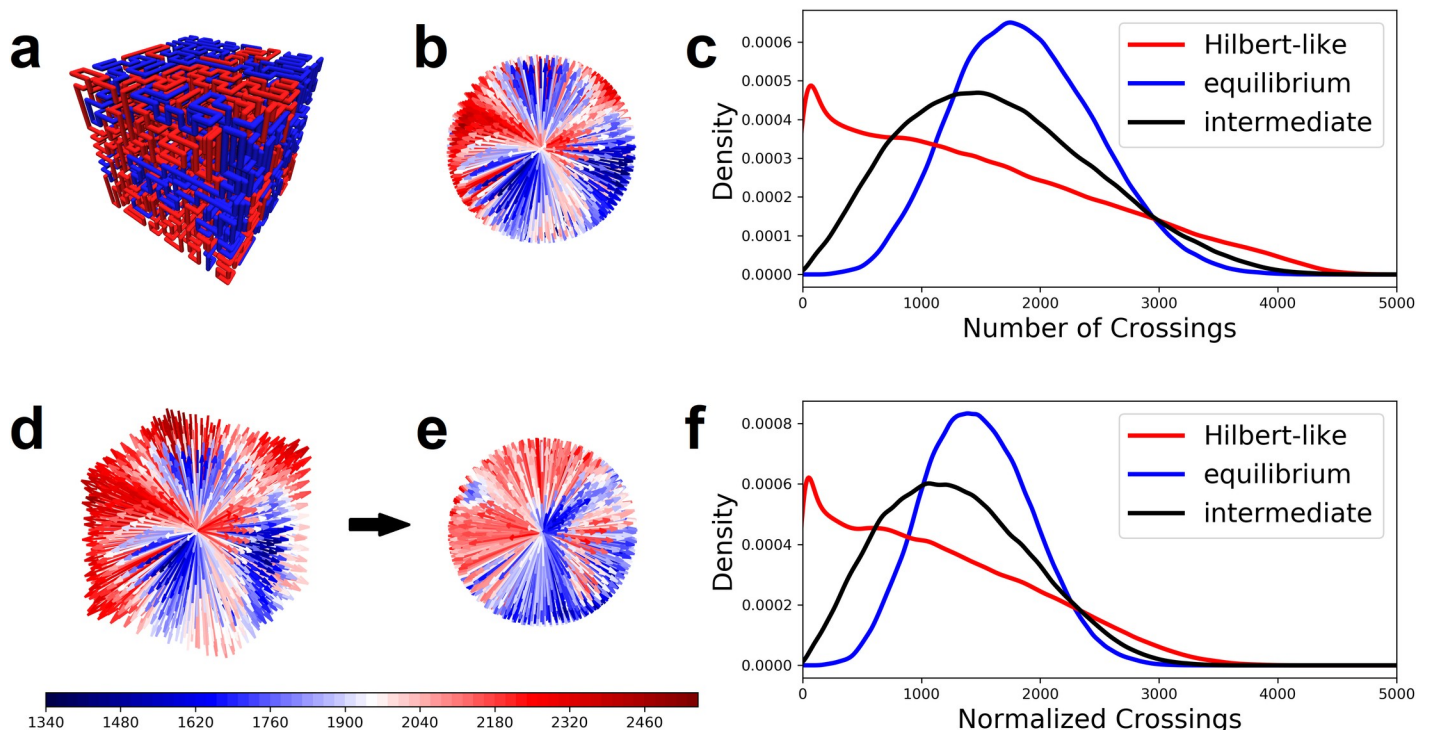 a
b
c
0.0006
0.0005
0.0004
0.0003
0.0002
0.0001
0.0000
Density
Hilbert-like
equilibrium
intermediate
0 1000 2000 3000 4000 5000
Number of Crossings
d
e
f
0.0008
0.0006
0.0004
0.0002
0.0000
Density
Hilbert-like
equilibrium
intermediate
0 1000 2000 3000 4000 5000
Normalized Crossings
1340 1480 1620 1760 1900 2040 2180 2320 2460